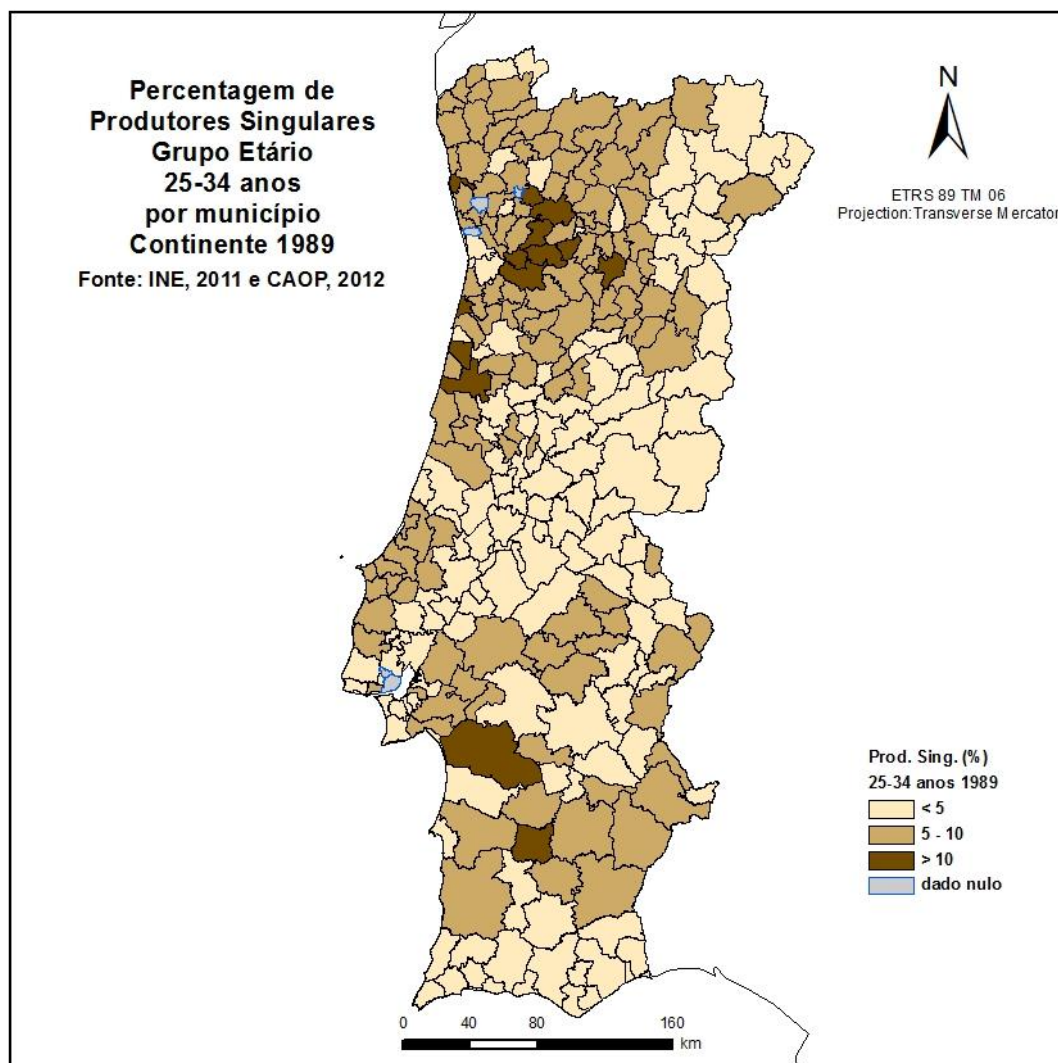 Percentagem de
Produtores Singulares
Grupo Etário
25-34 anos
por município
Continente 1989
Fonte: INE, 2011 e CAOP, 2012
N
ETRS 89 TM 06
Projection: Transverse Mercator
Prod. Sing. (%)
25-34 anos 1989
< 5
5 - 10
> 10
dado nulo
0 40 80 160
km